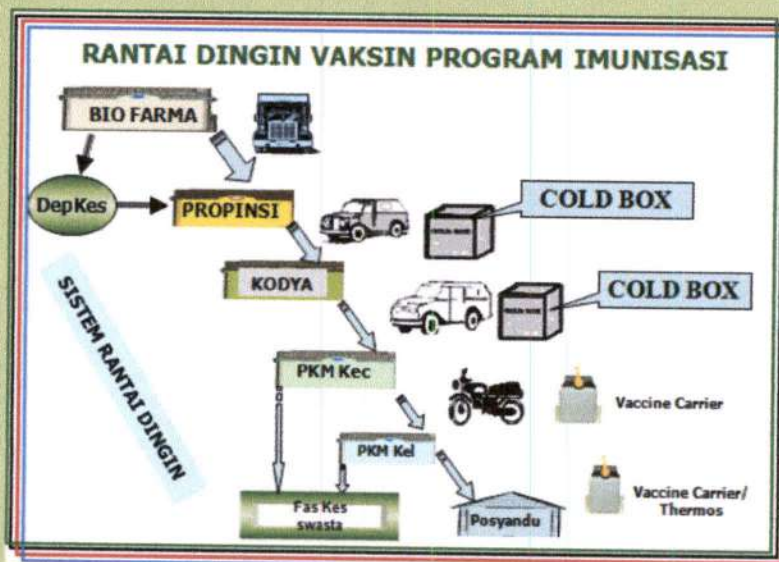 RANTAI DINGIN VAKSIN PROGRAM IMUNISASI
BIO FARMA
DepKes
PROPINSI
COLD BOX
KODYA
COLD BOX
SISTEM RANTAI DINGIN
PKM Kec
Vaccine Carrier
PKM Kel
Fas Kes
swasta
Posyandu
Vaccine Carrier/
Thermos